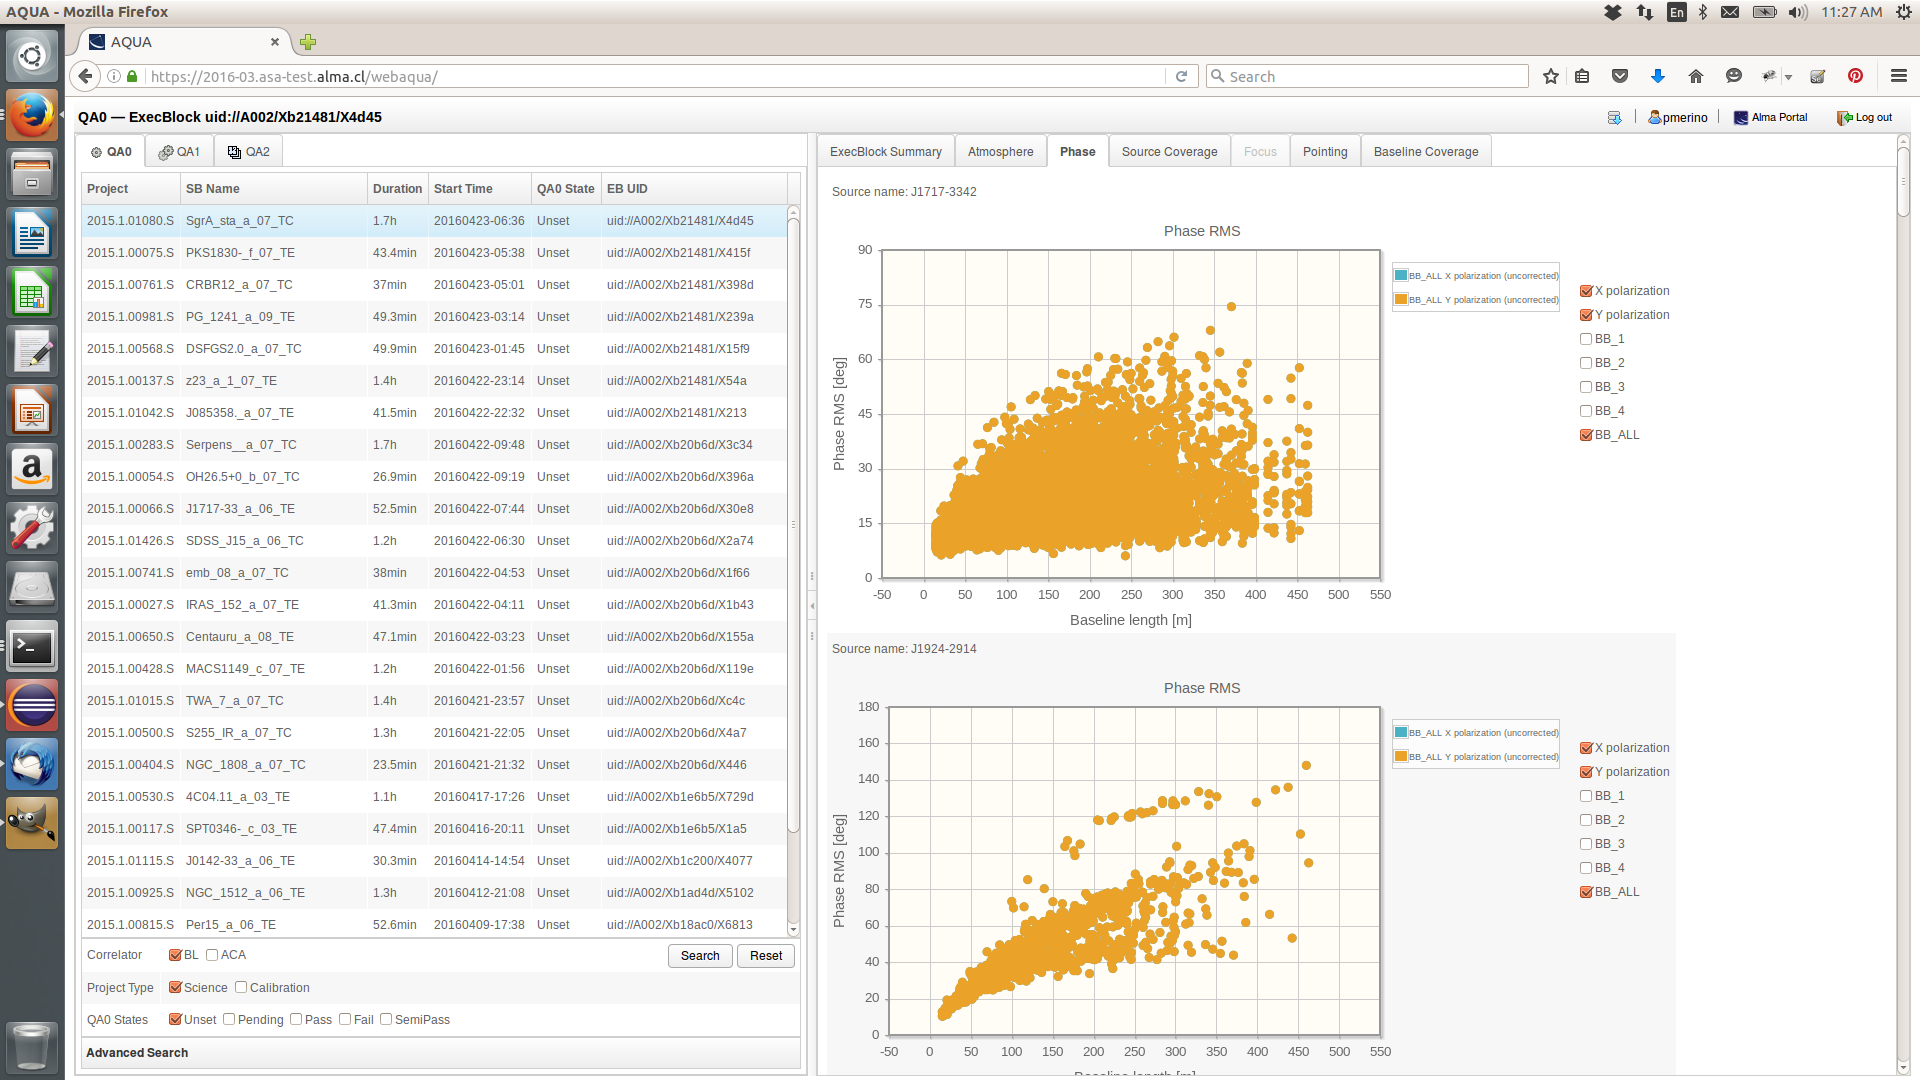 AQUA - Mozilla Firefox
En
11:27 AM
AQUA
https://2016-03.asa-test.alma.cl/webaqua/
Search
QA0 — ExecBlock uid://A002/Xb21481/X4d45
pmerino
Alma Portal
Log out
QA0 QA1 QA2
Project SB Name Duration Start Time QA0 State EB UID
2015.1.01080.S SgrA_sta_a_07_TC 1.7h 20160423-06:36 Unset uid://A002/Xb21481/X4d45
2015.1.00075.S PKS1830-_f_07_TE 43.4min 20160423-05:38 Unset uid://A002/Xb21481/X415f
2015.1.00761.S CRBR12_a_07_TC 37min 20160423-05:01 Unset uid://A002/Xb21481/X398d
2015.1.00981.S PG_1241_a_09_TE 49.3min 20160423-03:14 Unset uid://A002/Xb21481/X239a
2015.1.00568.S DSFGS2.0_a_07_TC 49.9min 20160423-01:45 Unset uid://A002/Xb21481/X15f9
2015.1.00137.S z23_a_1_07_TE 1.4h 20160422-23:14 Unset uid://A002/Xb21481/X54a
2015.1.01042.S J085358._a_07_TE 41.5min 20160422-22:32 Unset uid://A002/Xb21481/X213
2015.1.00283.S Serpens__a_07_TC 1.7h 20160422-09:48 Unset uid://A002/Xb20b6d/X3c34
2015.1.00054.S OH26.5+0_b_07_TC 26.9min 20160422-09:19 Unset uid://A002/Xb20b6d/X396a
2015.1.00066.S J1717-33_a_06_TE 52.5min 20160422-07:44 Unset uid://A002/Xb20b6d/X30e8
2015.1.01426.S SDSS_J15_a_06_TC 1.2h 20160422-06:30 Unset uid://A002/Xb20b6d/X2a74
2015.1.00741.S emb_08_a_07_TC 38min 20160422-04:53 Unset uid://A002/Xb20b6d/X1f66
2015.1.00027.S IRAS_152_a_07_TE 41.3min 20160422-04:11 Unset uid://A002/Xb20b6d/X1b43
2015.1.00650.S Centauru_a_08_TE 47.1min 20160422-03:23 Unset uid://A002/Xb20b6d/X155a
2015.1.00428.S MACS1149_c_07_TE 1.2h 20160422-01:56 Unset uid://A002/Xb20b6d/X119e
2015.1.01015.S TWA_7_a_07_TC 1.4h 20160421-23:57 Unset uid://A002/Xb20b6d/Xc4c
2015.1.00500.S S255_IR_a_07_TC 1.3h 20160421-22:05 Unset uid://A002/Xb20b6d/X4a7
2015.1.00404.S NGC_1808_a_07_TC 23.5min 20160421-21:32 Unset uid://A002/Xb20b6d/X446
2015.1.00530.S 4C04.11_a_03_TE 1.1h 20160417-17:26 Unset uid://A002/Xb1e6b5/X729d
2015.1.00117.S SPT0346-_c_03_TE 47.4min 20160416-20:11 Unset uid://A002/Xb1e6b5/X1a5
2015.1.01115.S J0142-33_a_06_TE 30.3min 20160414-14:54 Unset uid://A002/Xb1c200/X4077
2015.1.00925.S NGC_1512_a_06_TE 1.3h 20160412-21:08 Unset uid://A002/Xb1ad4d/X5102
2015.1.00815.S Per15_a_06_TE 52.6min 20160409-17:38 Unset uid://A002/Xb18ac0/X6813
Correlator BL ACA Search Reset
Project Type Science Calibration
QA0 States Unset Pending Pass Fail SemiPass
Advanced Search
ExecBlock Summary Atmosphere Phase Source Coverage Focus Pointing Baseline Coverage
Source name: J1717-3342
Phase RMS
Phase RMS [deg]
90
75
60
45
30
15
0
-50 0 50 100 150 200 250 300 350 400 450 500 550
Baseline length [m]
BB_ALL X polarization (uncorrected)
BB_ALL Y polarization (uncorrected)
X polarization
Y polarization
BB_1
BB_2
BB_3
BB_4
BB_ALL
Source name: J1924-2914
Phase RMS
Phase RMS [deg]
180
160
140
120
100
80
60
40
20
0
-50 0 50 100 150 200 250 300 350 400 450 500 550
Baseline length [m]
BB_ALL X polarization (uncorrected)
BB_ALL Y polarization (uncorrected)
X polarization
Y polarization
BB_1
BB_2
BB_3
BB_4
BB_ALL